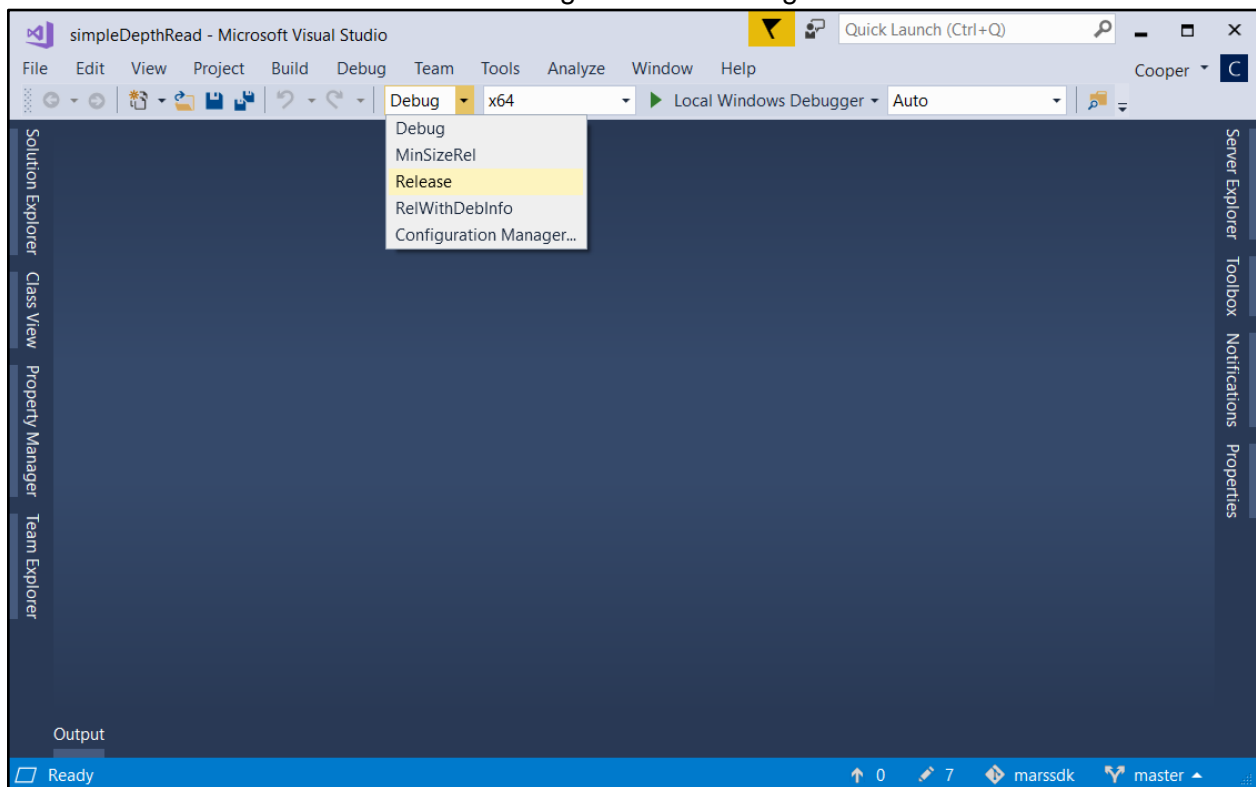 simpleDepthRead - Microsoft Visual Studio
Quick Launch (Ctrl+Q)
File Edit View Project Build Debug Team Tools Analyze Window Help
Cooper C
Debug x64 Local Windows Debugger Auto
Debug
MinSizeRel
Release
RelWithDebInfo
Configuration Manager...
Solution Explorer
Class View
Property Manager
Team Explorer
Server Explorer
Toolbox
Notifications
Properties
Output
Ready
0 7 marssdk master